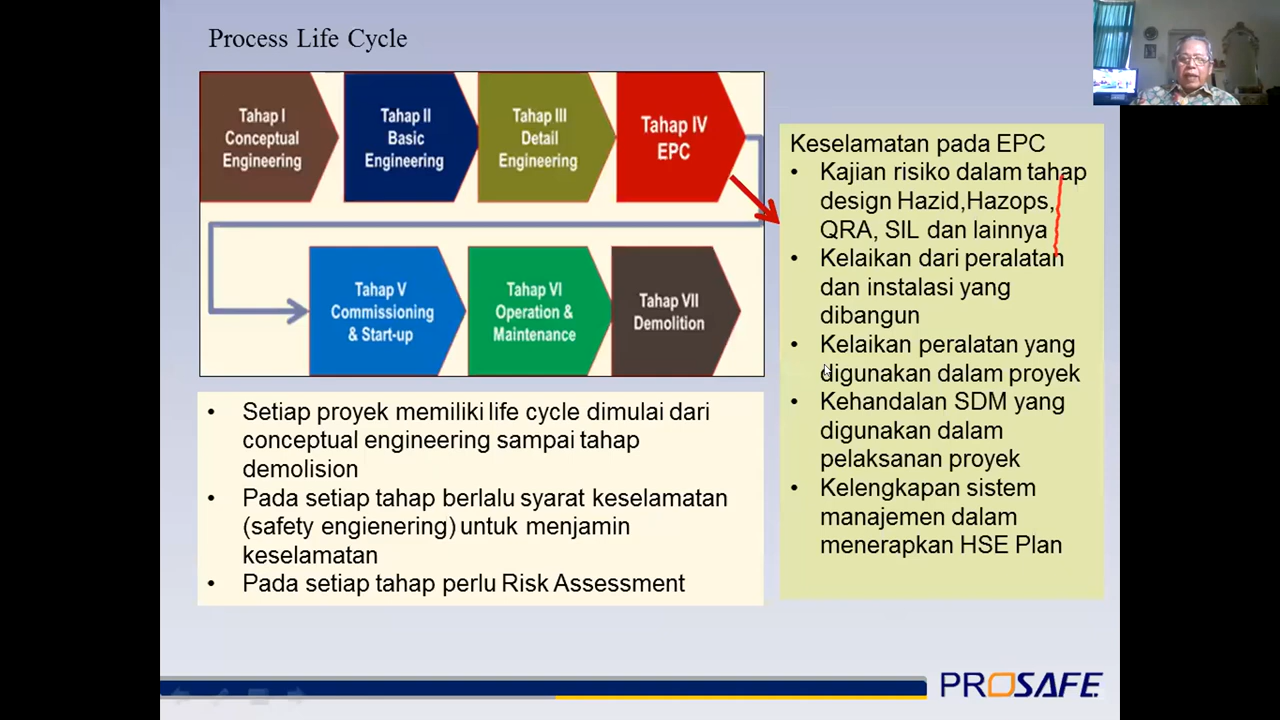 Process Life Cycle
Tahap I
Conceptual
Engineering
Tahap II
Basic
Engineering
Tahap III
Detail
Engineering
Tahap IV
EPC
Tahap V
Commissioning
& Start-up
Tahap VI
Operation &
Maintenance
Tahap VII
Demolition
Setiap proyek memiliki life cycle dimulai dari
conceptual engineering sampai tahap
demolision
Pada setiap tahap berlalu syarat keselamatan
(safety engienering) untuk menjamin
keselamatan
Pada setiap tahap perlu Risk Assessment
Keselamatan pada EPC
Kajian risiko dalam tahap
design Hazid,Hazops,
QRA, SIL dan lainnya
Kelaikan dari peralatan
dan instalasi yang
dibangun
Kelaikan peralatan yang
digunakan dalam proyek
Kehandalan SDM yang
digunakan dalam
pelaksanan proyek
Kelengkapan sistem
manajemen dalam
menerapkan HSE Plan
PROSAFE